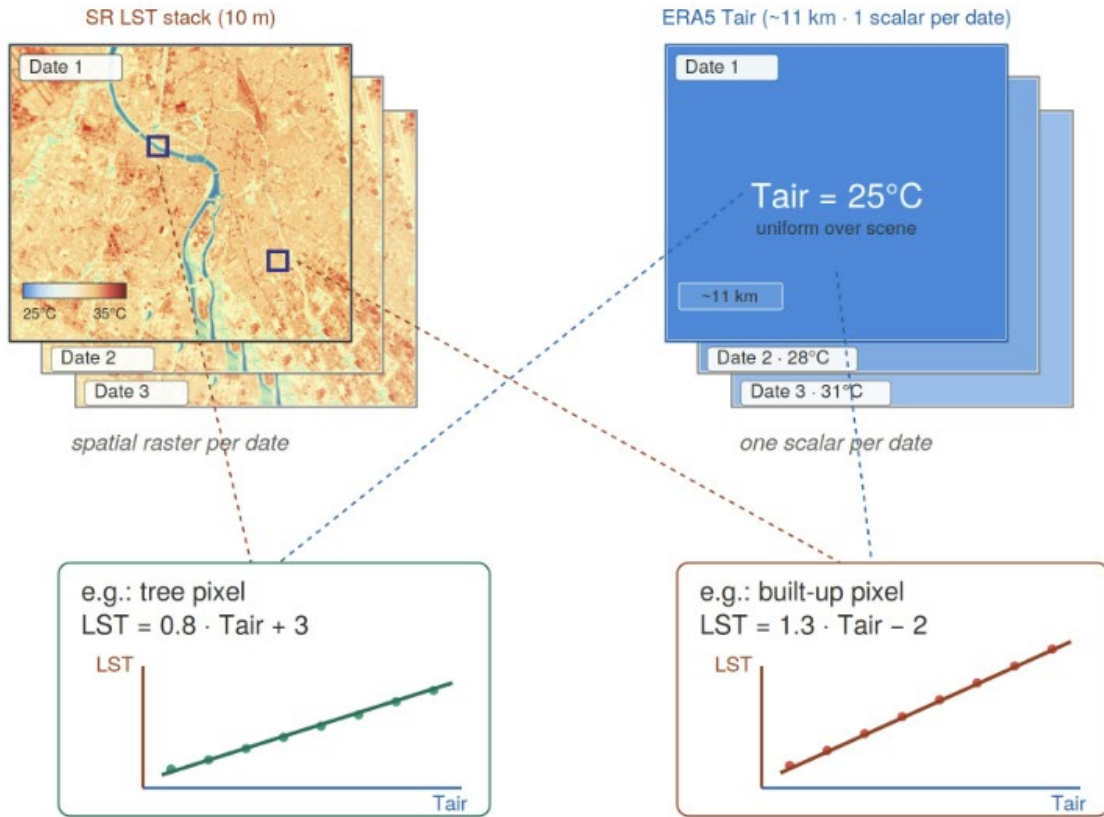 SR LST stack (10 m)
ERA5 Tair (~11 km · 1 scalar per date)
Date 1
25°C
35°C
Date 2
Date 3
spatial raster per date
Date 1
Tair = 25°C
uniform over scene
~11 km
Date 2 · 28°C
Date 3 · 31°C
one scalar per date
e.g.: tree pixel
LST = 0.8 · Tair + 3
LST
Tair
e.g.: built-up pixel
LST = 1.3 · Tair − 2
LST
Tair